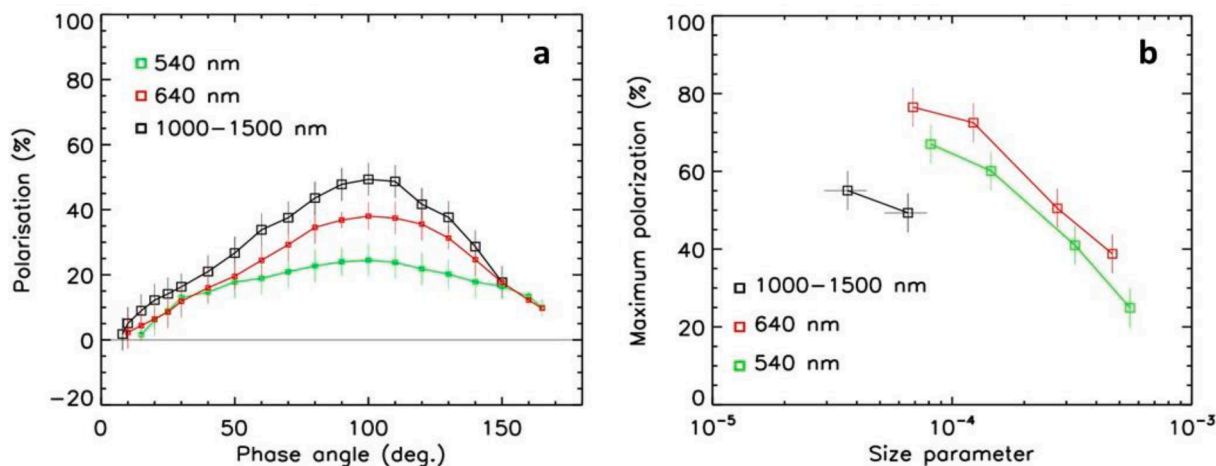 100
80
60
40
20
0
−20
Polarisation (%)
540 nm
640 nm
1000−1500 nm
a
0 50 100 150
Phase angle (deg.)
100
80
60
40
20
0
Maximum polarization (%)
b
1000−1500 nm
640 nm
540 nm
10⁻⁵ 10⁻⁴ 10⁻³
Size parameter